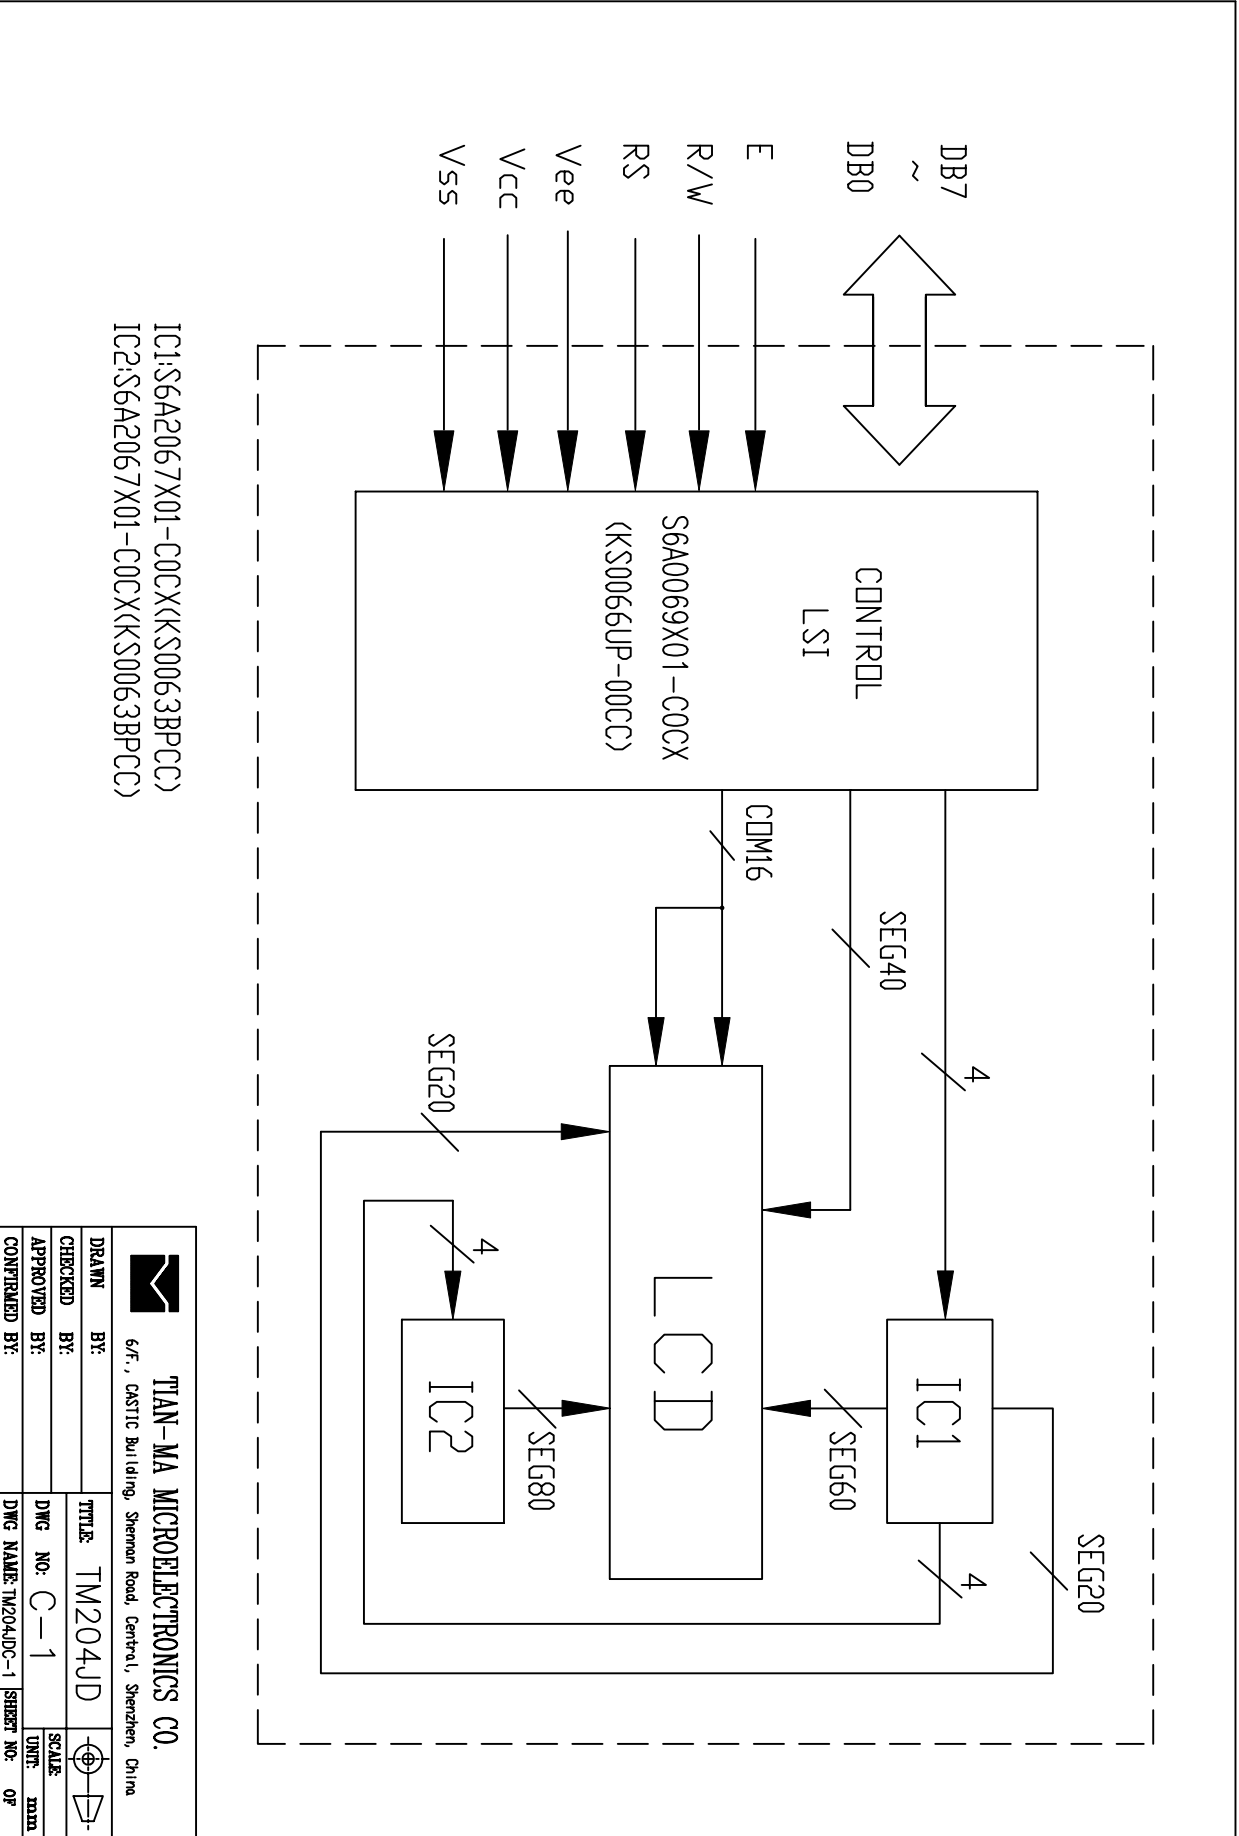 DB7
~
DB0
E
R/W
RS
Vee
Vcc
Vss
CONTROL
LSI
S6A0069X01-C0CX
(KS0066UP-00CC)
COM16
SEG40
4
SEG20
4
LCD
IC1
IC2
SEG60
SEG80
4
SEG20
IC1:S6A2067X01-C0CX(KS0063BPCC)
IC2:S6A2067X01-C0CX(KS0063BPCC)
TIAN-MA MICROELECTRONICS CO.
6/F., CASTIC Building, Shennan Road, Central, Shenzhen, China
DRAWN BY:
CHECKED BY:
APPROVED BY:
CONFIRMED BY:
TITLE: TM204JD
DWG NO: C-1
SCALE:
UNIT: mm
DWG NAME: TM204JDC-1
SHEET NO: OF